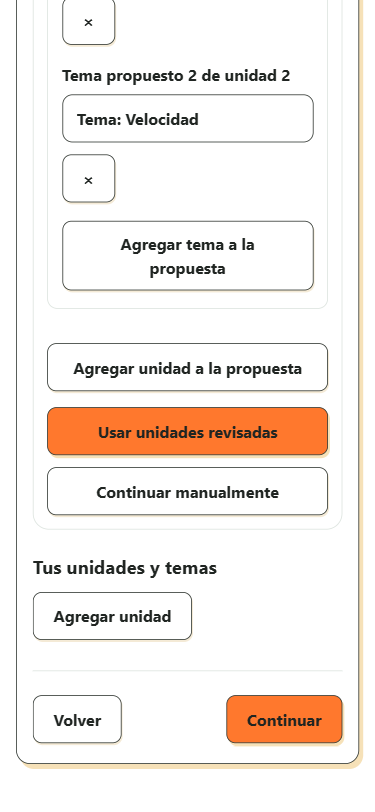 ×
Tema propuesto 2 de unidad 2
Tema: Velocidad
×
Agregar tema a la
propuesta
Agregar unidad a la propuesta
Usar unidades revisadas
Continuar manualmente
Tus unidades y temas
Agregar unidad
Volver
Continuar